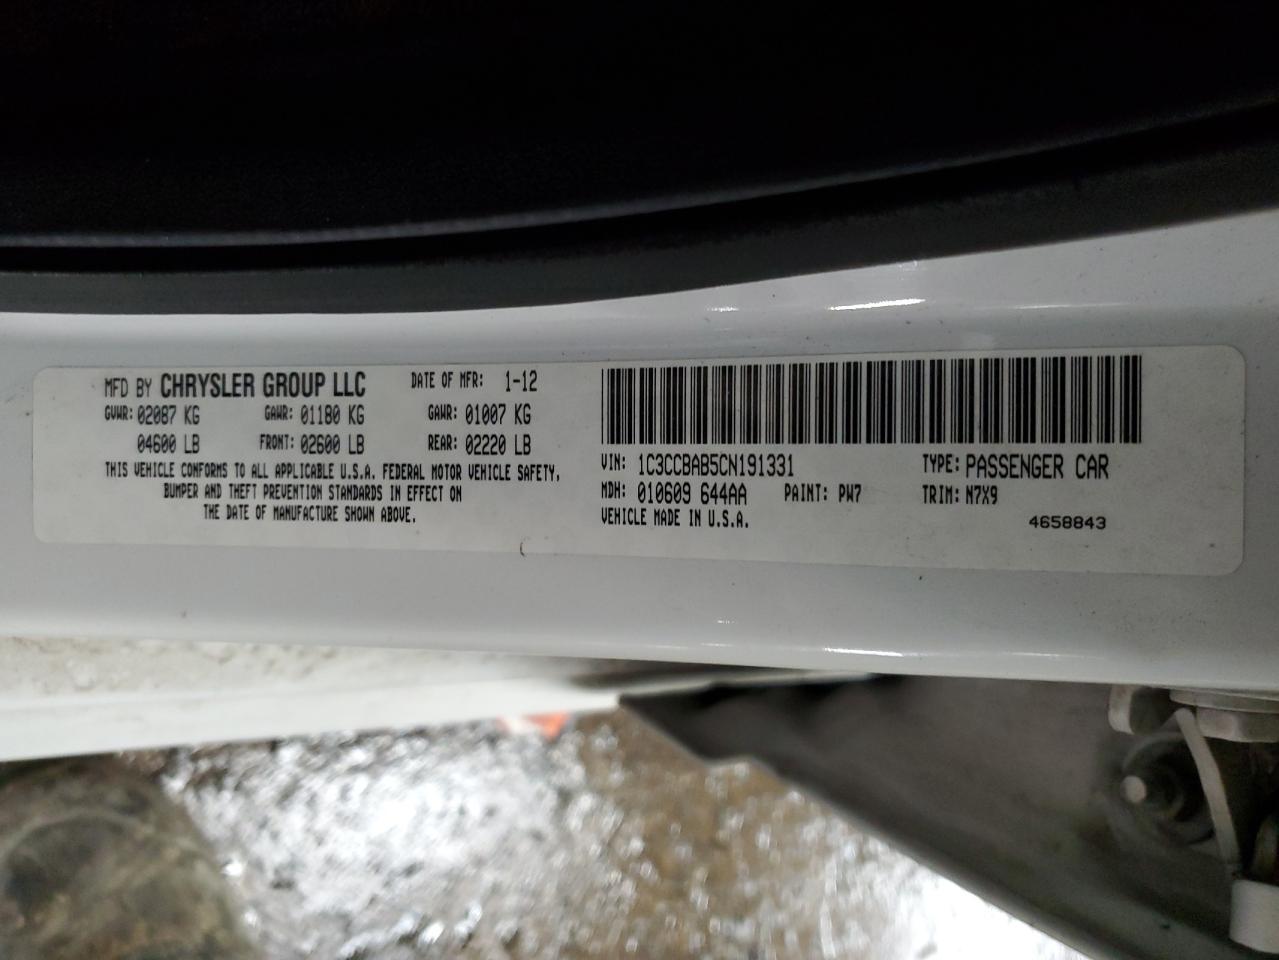 MFD BY CHRYSLER GROUP LLC DATE OF MFR: 1-12
GVWR: 02087 KG GAWR: 01180 KG GAWR: 01007 KG
04600 LB FRONT: 02600 LB REAR: 02220 LB
THIS VEHICLE CONFORMS TO ALL APPLICABLE U.S.A. FEDERAL MOTOR VEHICLE SAFETY,
BUMPER AND THEFT PREVENTION STANDARDS IN EFFECT ON
THE DATE OF MANUFACTURE SHOWN ABOVE.
VIN: 1C3CCBAB5CN191331 TYPE: PASSENGER CAR
MDH: 010609 644AA PAINT: PW7 TRIM: N7X9
VEHICLE MADE IN U.S.A. 4658843